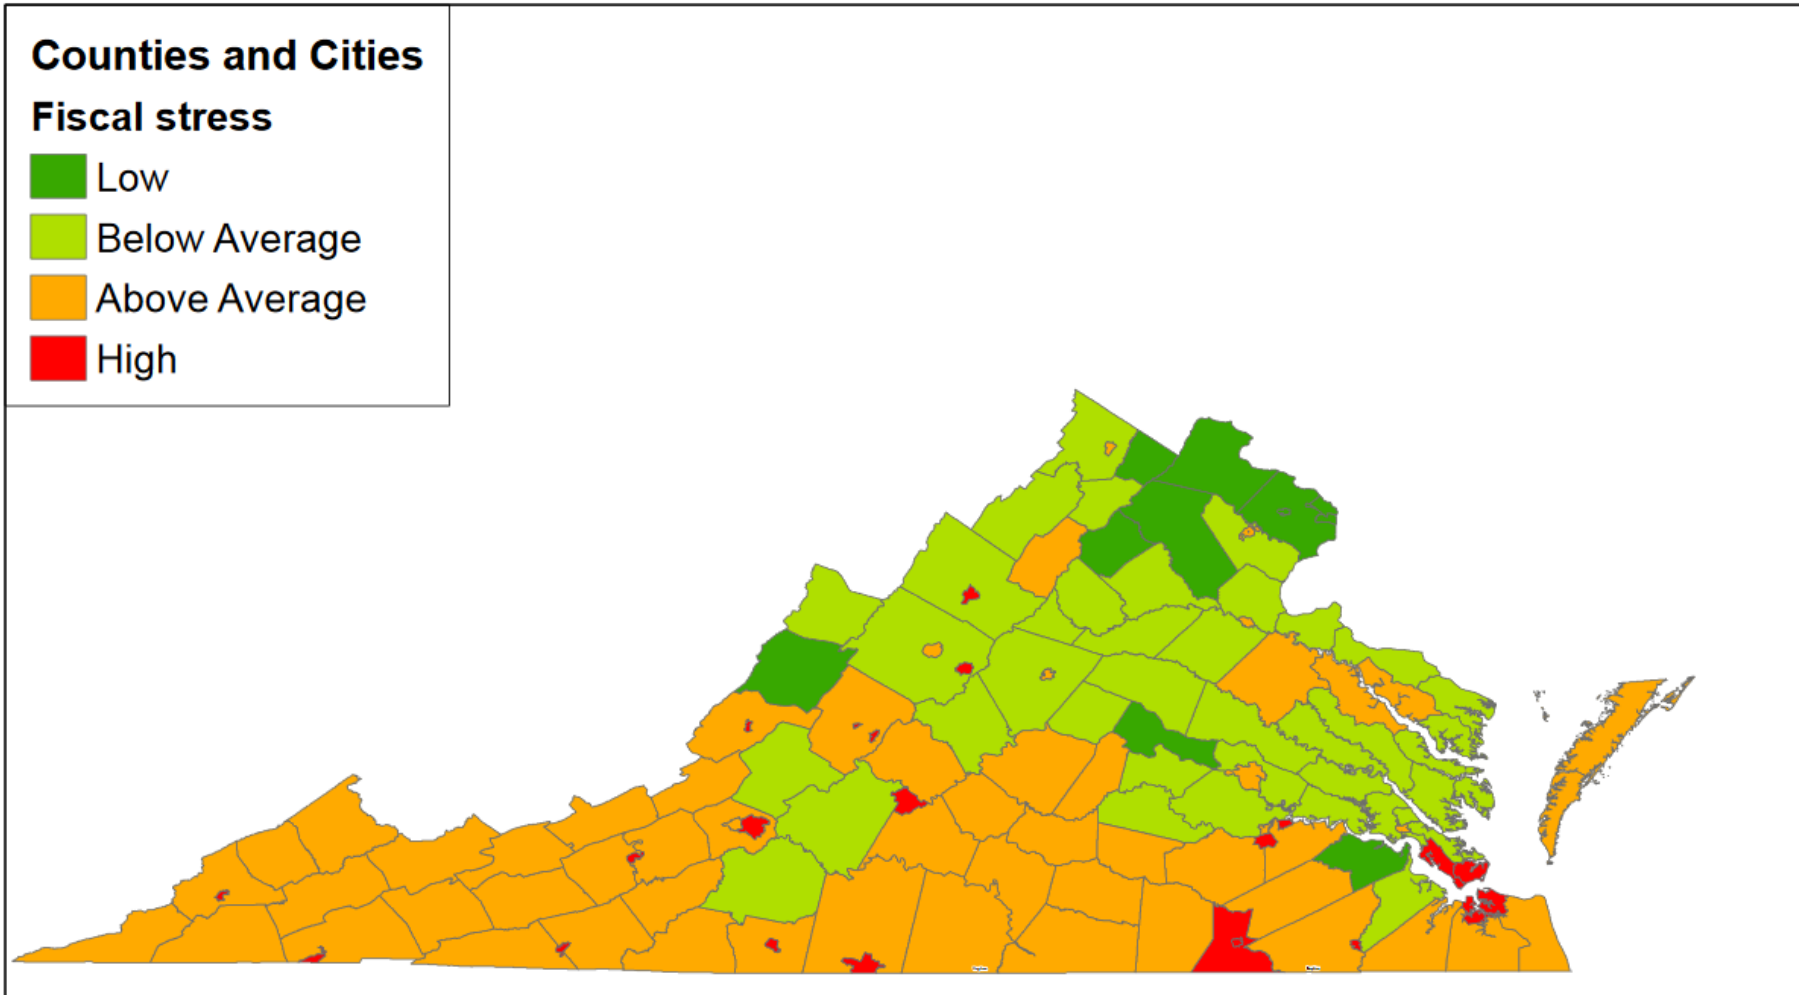 Counties and Cities
Fiscal stress
Low
Below Average
Above Average
High